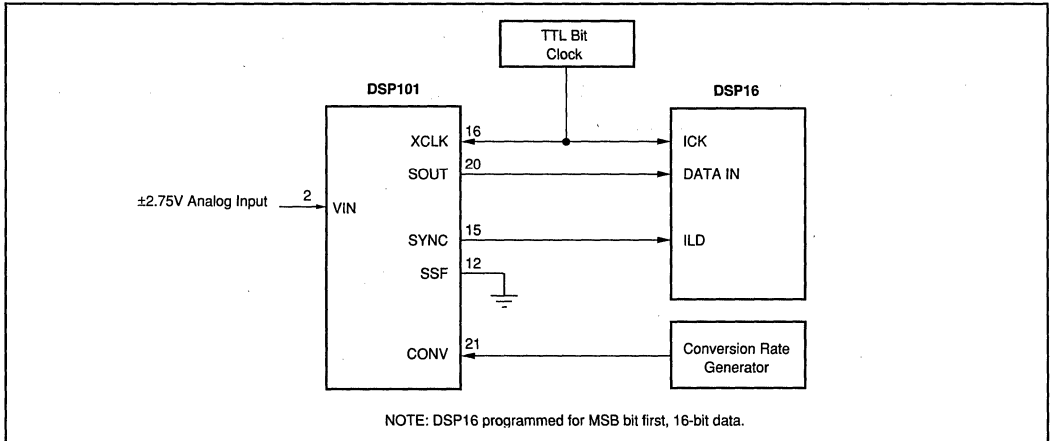 TTL Bit
Clock
DSP101
DSP16
XCLK
16
ICK
SOUT
20
DATA IN
±2.75V Analog Input
2
VIN
SYNC
15
ILD
SSF
12
CONV
21
Conversion Rate
Generator
NOTE: DSP16 programmed for MSB bit first, 16-bit data.